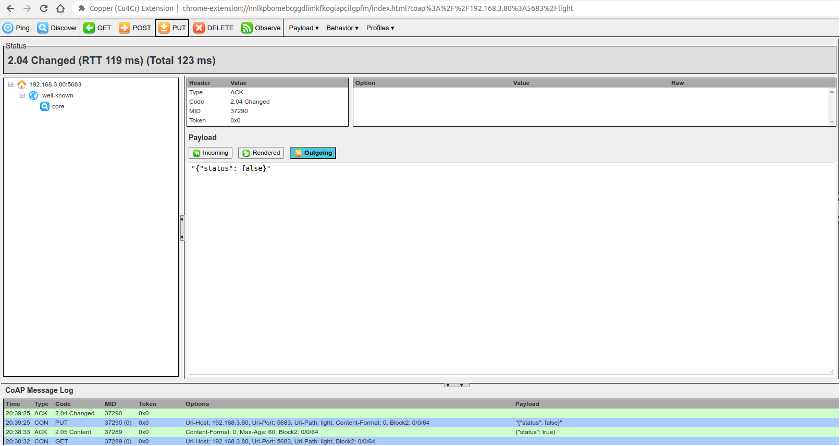 Copper (Cu4Cr) Extension | chrome-extension://nnlkpbomebcggdlimkfkogiapcilgpfm/index.html?coap%3A%2F%2F192.168.3.80%3A5683%2Flight
Ping Discover GET POST PUT DELETE Observe Payload ▾ Behavior ▾ Profiles ▾
Status
2.04 Changed (RTT 119 ms) (Total 123 ms)
192.168.3.80:5683
.well-known
core
Header Value
Type ACK
Code 2.04 Changed
MID 37290
Token 0x0
Option Value Raw
Payload
Incoming Rendered Outgoing
"{"status": false}"
CoAP Message Log
Time Type Code MID Token Options Payload
20:39:25 ACK 2.04 Changed 37290 0x0
20:39:25 CON PUT 37290 (0) 0x0 Uri-Host: 192.168.3.80, Uri-Port: 5683, Uri-Path: light, Content-Format: 0, Block2: 0/0/64 "{"status": false}"
20:38:33 ACK 2.05 Content 37289 0x0 Content-Format: 0, Max-Age: 60, Block2: 0/0/64 {"status": true}
20:38:32 CON GET 37289 (0) 0x0 Uri-Host: 192.168.3.80, Uri-Port: 5683, Uri-Path: light, Block2: 0/0/64